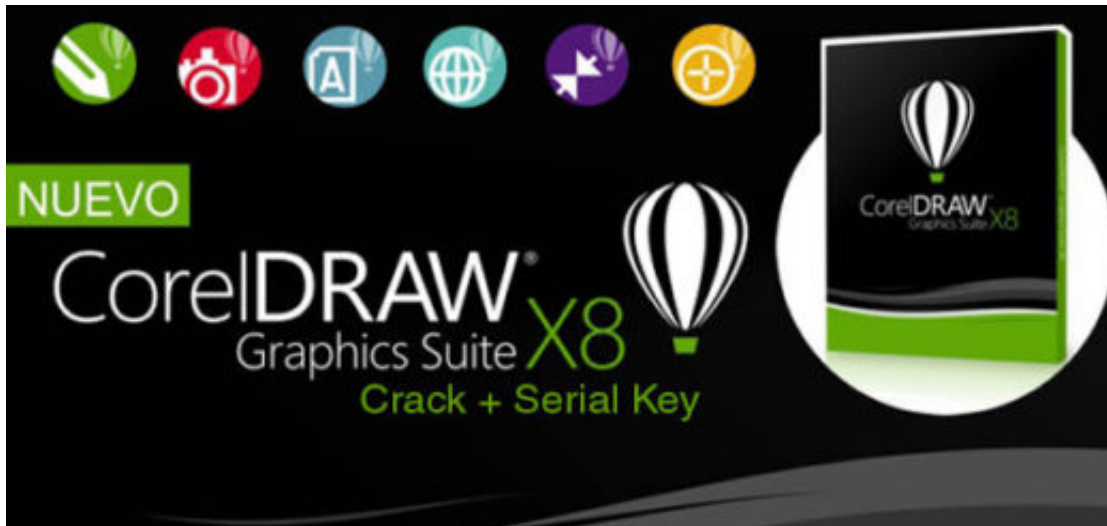 A
NUEVO
CorelDRAW®
Graphics Suite X8
Crack + Serial Key
CorelDRAW
Graphics Suite X8